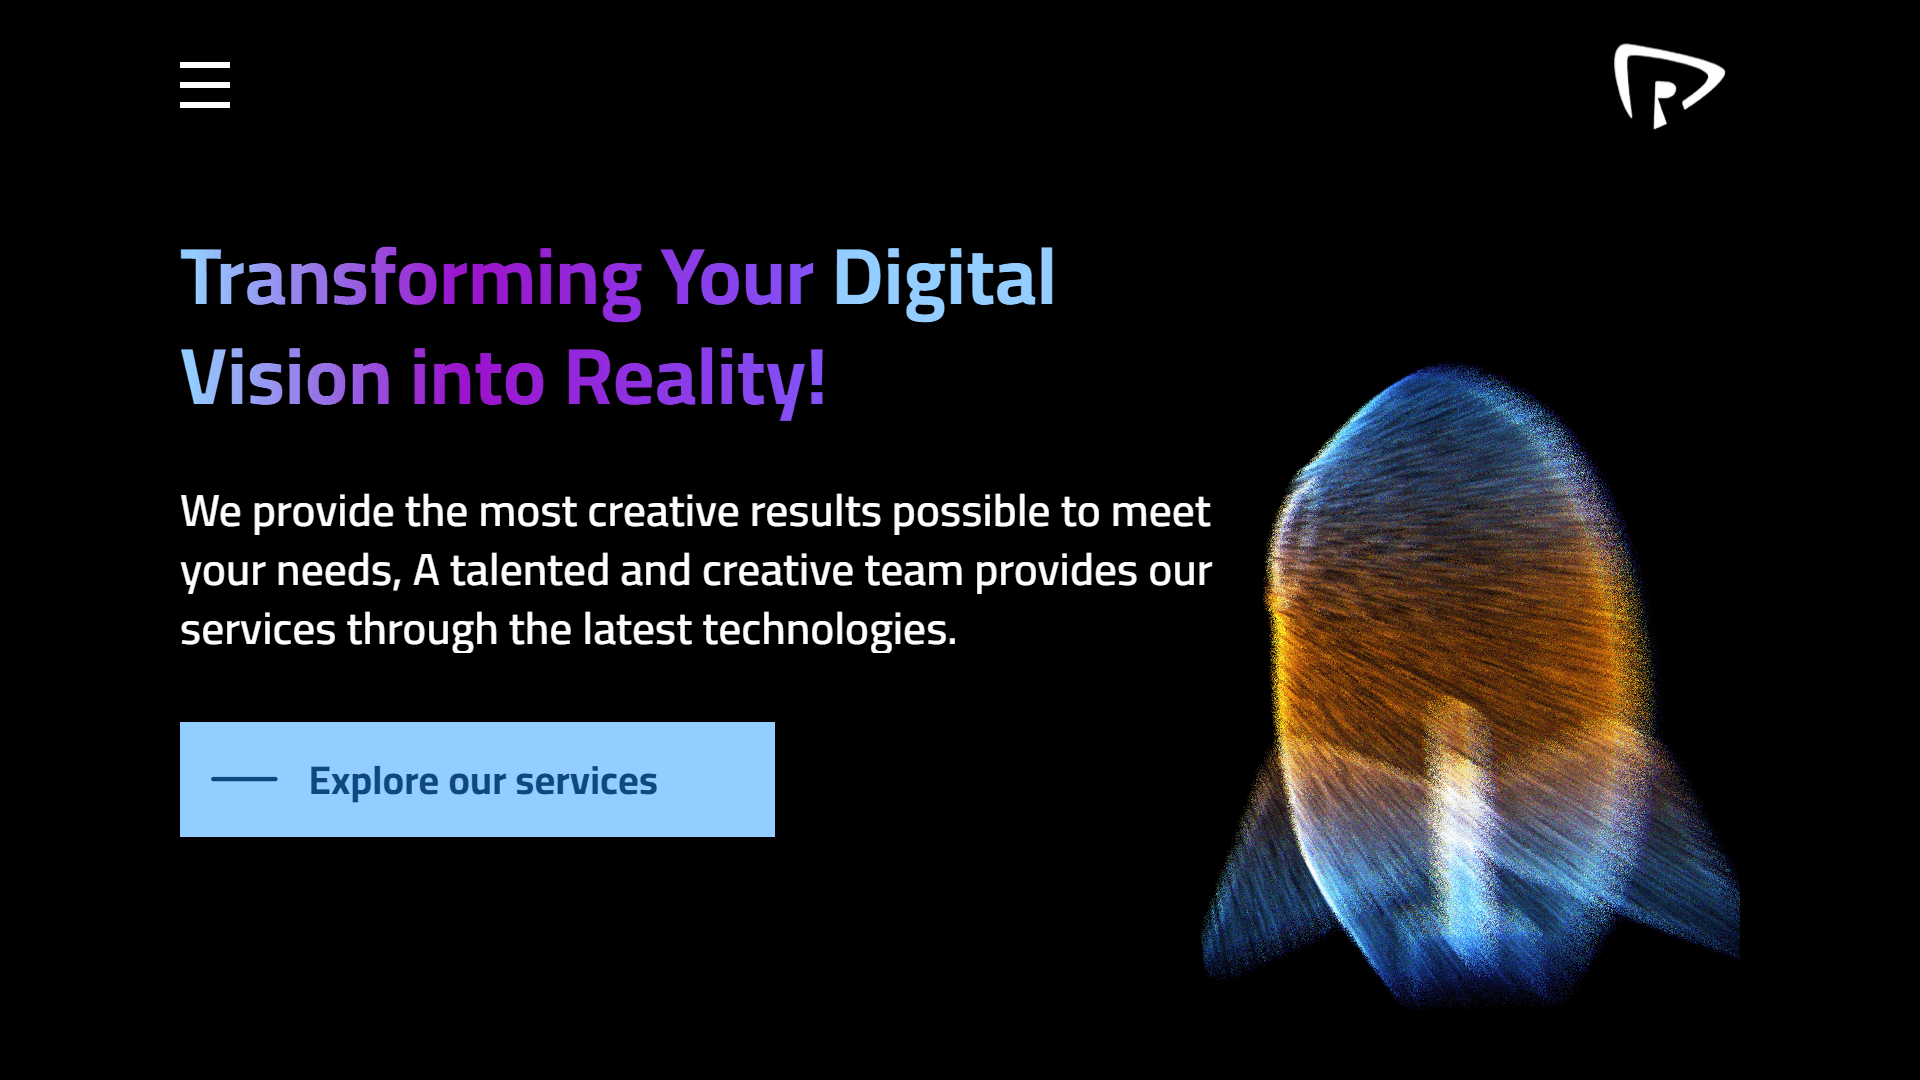 Transforming Your Digital
Vision into Reality!
We provide the most creative results possible to meet
your needs, A talented and creative team provides our
services through the latest technologies.
Explore our services